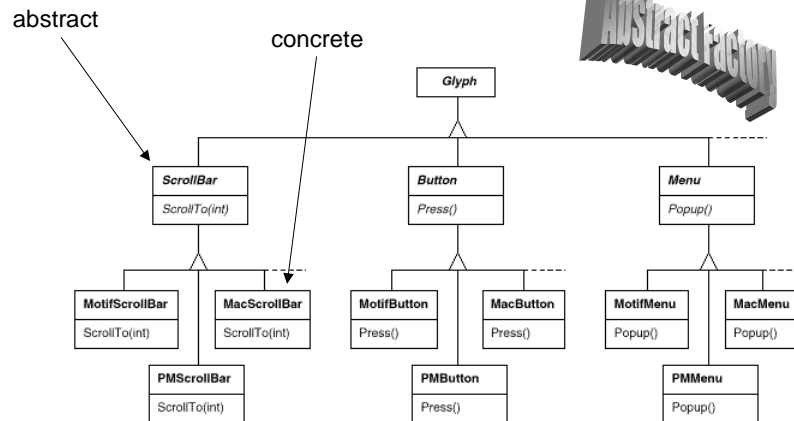 abstract
concrete
Abstract Factory
Glyph
ScrollBar
ScrollTo(int)
Button
Press()
Menu
Popup()
MotifScrollBar
ScrollTo(int)
MacScrollBar
ScrollTo(int)
MotifButton
Press()
MacButton
Press()
MotifMenu
Popup()
MacMenu
Popup()
PMScrollBar
ScrollTo(int)
PMButton
Press()
PMMenu
Popup()